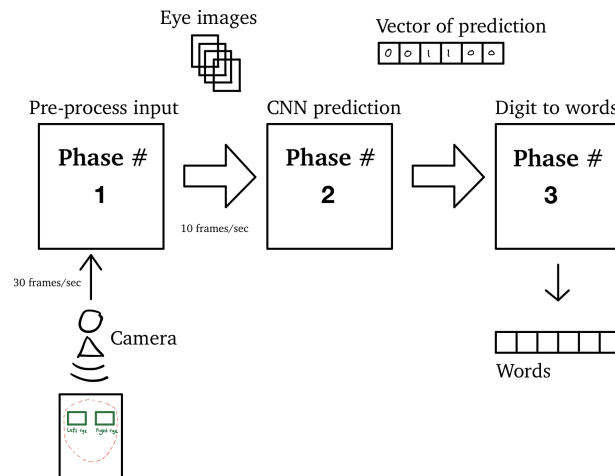 Eye images
Vector of prediction
0 0 1 1 0 0
Pre-process input
CNN prediction
Digit to words
Phase #
1
Phase #
2
Phase #
3
10 frames/sec
30 frames/sec
Camera
Words
Left eye
Right eye